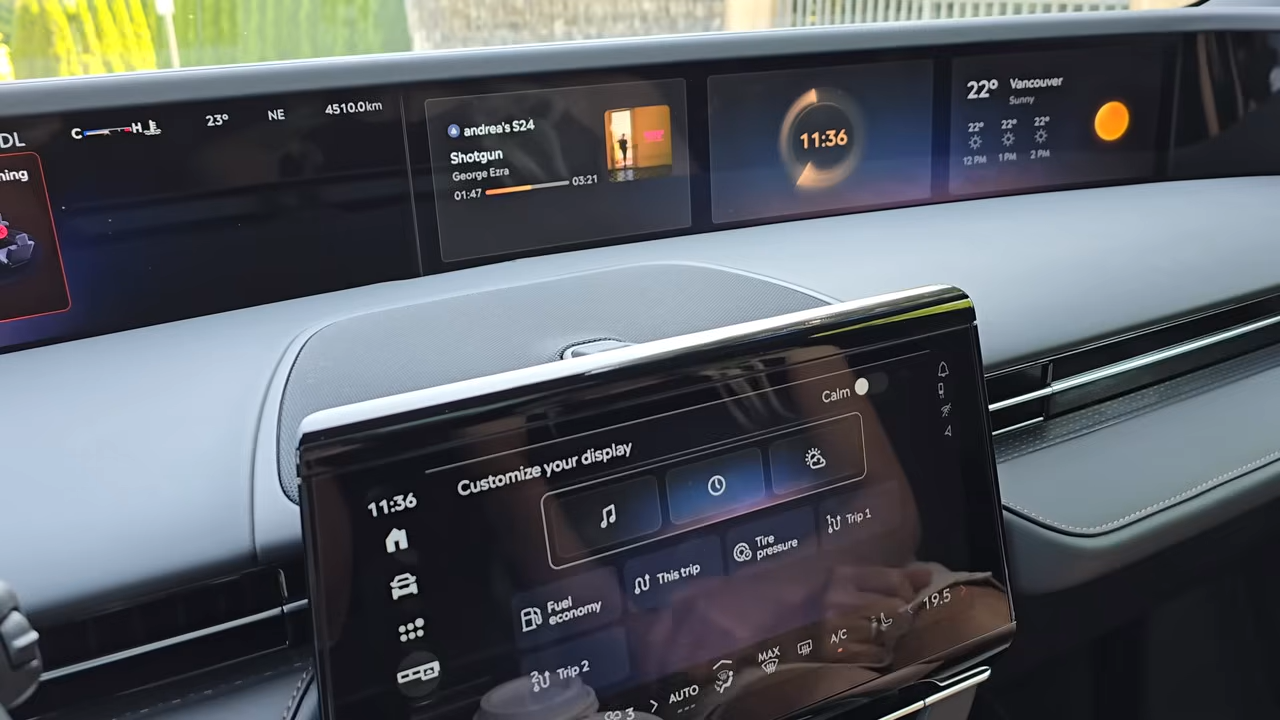 DL
C H
23°
NE
4510.0km
ning
andrea's S24
Shotgun
George Ezra
01:47
03:21
11:36
22°
Vancouver
Sunny
22° 22° 22°
12 PM 1 PM 2 PM
Calm
Customize your display
11:36
Trip 1
Tire pressure
This trip
Fuel economy
Trip 2
19.5
A/C
MAX
AUTO
3